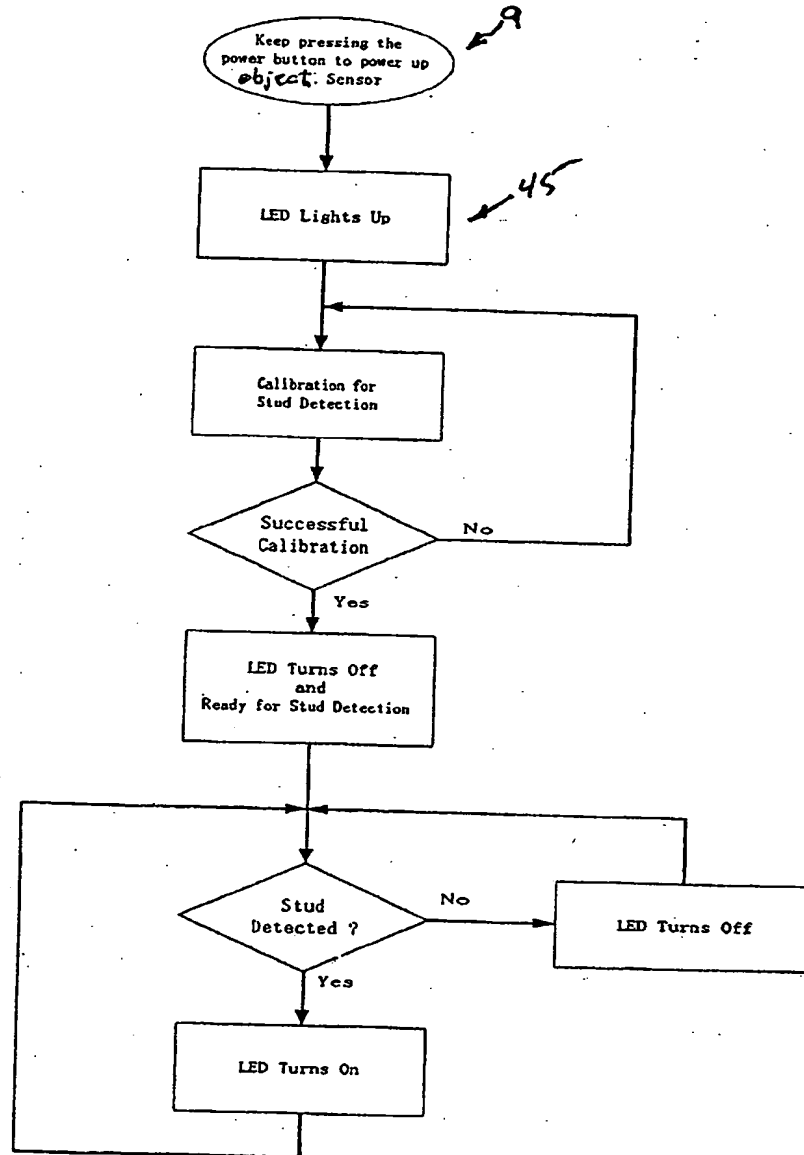 Keep pressing the
power button to power up
object Sensor
9
LED Lights Up
45
Calibration for
Stud Detection
Successful
Calibration
No
Yes
LED Turns Off
and
Ready for Stud Detection
Stud
Detected ?
No
LED Turns Off
Yes
LED Turns On